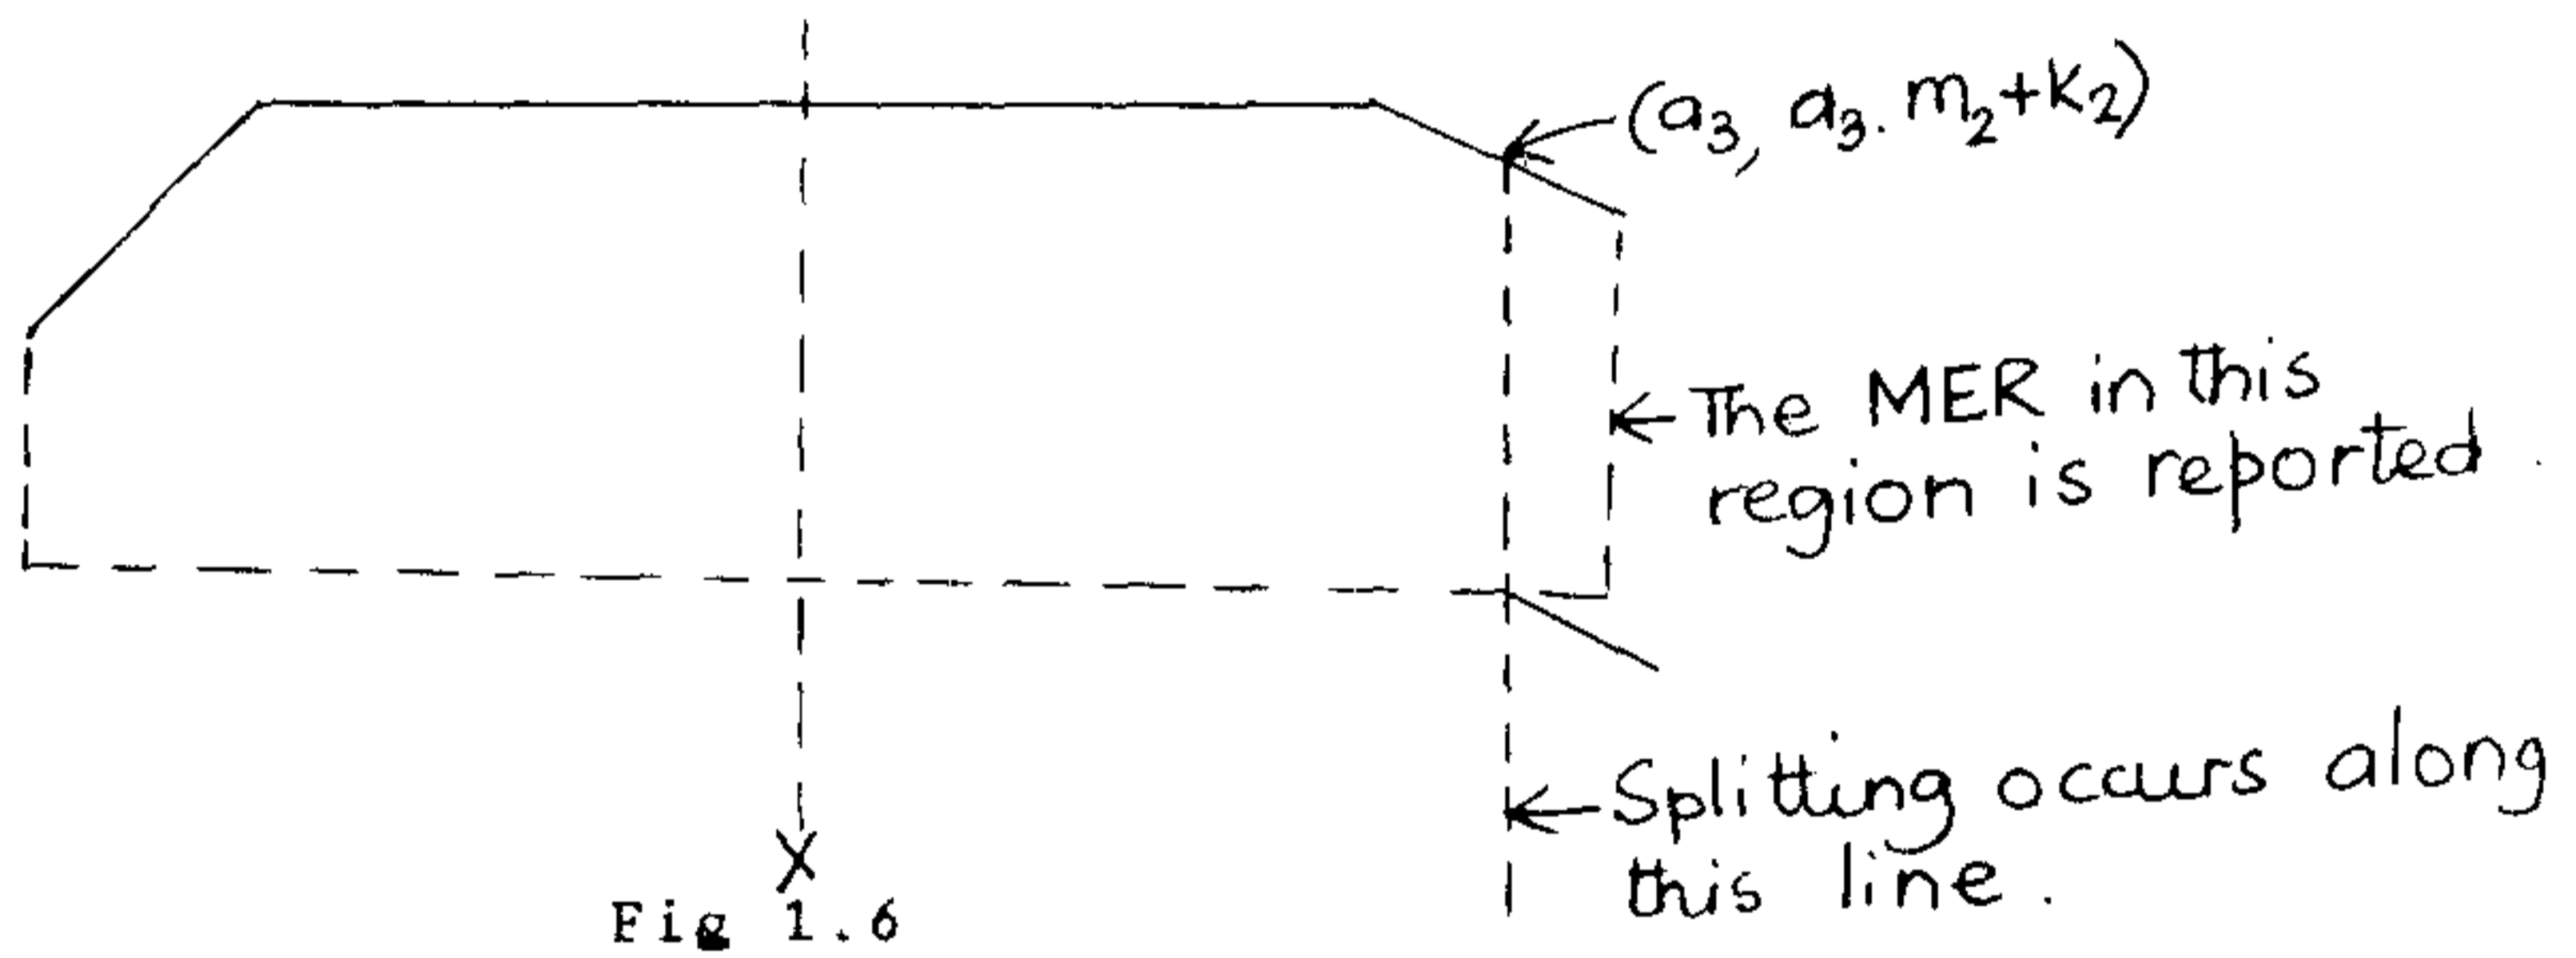 (a₃, a₃. m₂+k₂)
The MER in this
region is reported
Splitting occurs along
this line.
X
Fig 1.6